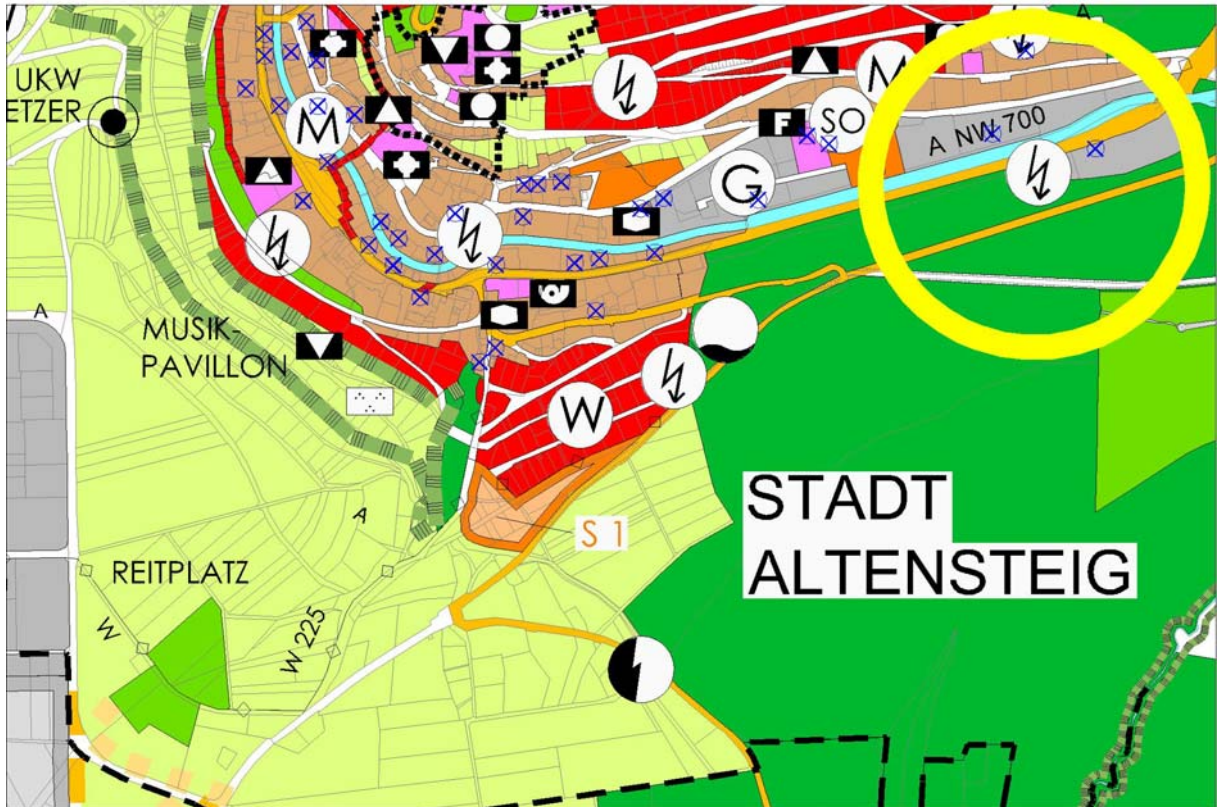 UKW
ETZER
M
M
F
SO
A NW 700
A
G
A
MUSIK-
PAVILLON
W
S 1
STADT
ALTENSTEIG
A
REITPLATZ
W
W 225